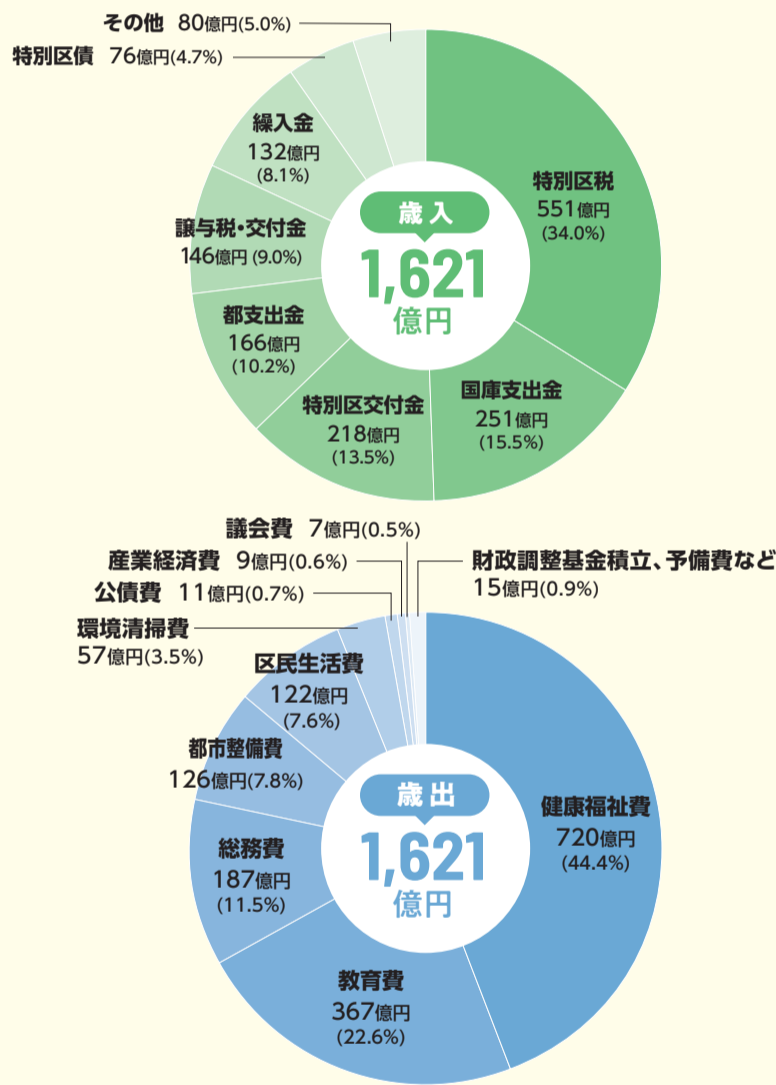 その他 80億円(5.0%)
特別区債 76億円(4.7%)
繰入金
132億円
(8.1%)
譲与税・交付金
146億円 (9.0%)
都支出金
166億円
(10.2%)
特別区交付金
218億円
(13.5%)
国庫支出金
251億円
(15.5%)
特別区税
551億円
(34.0%)
歳入
1,621
億円
議会費 7億円(0.5%)
産業経済費 9億円(0.6%)
公債費 11億円(0.7%)
環境清掃費
57億円(3.5%)
財政調整基金積立、予備費など
15億円(0.9%)
区民生活費
122億円
(7.6%)
都市整備費
126億円(7.8%)
総務費
187億円
(11.5%)
教育費
367億円
(22.6%)
健康福祉費
720億円
(44.4%)
歳出
1,621
億円